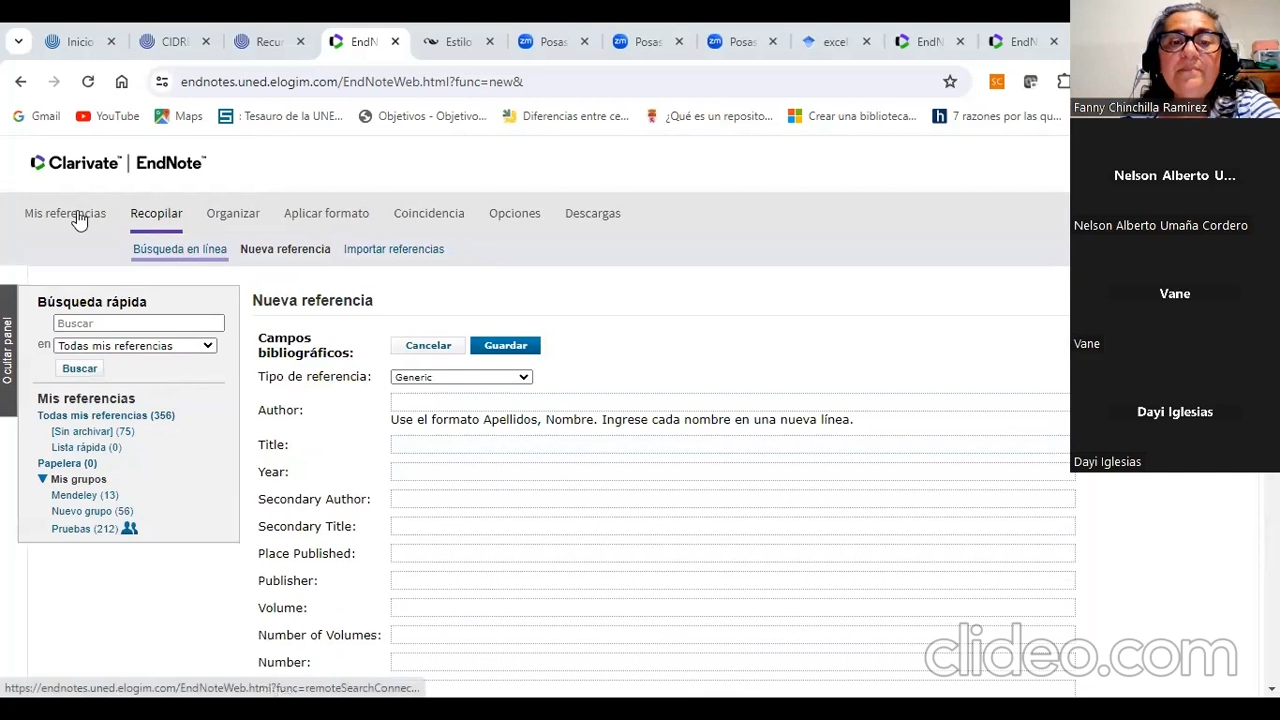 Inicio
CIDRE
Recur
EndN
Estilo
Posas
Posas
Posas
excel
EndN
EndN
endnotes.uned.elogim.com/EndNoteWeb.html?func=new&
SC
Gmail
YouTube
Maps
: Tesauro de la UNE...
Objetivos - Objetivo...
Diferencias entre ce...
¿Qué es un reposito...
Crear una biblioteca...
7 razones por las qu...
Clarivate™ | EndNote™
Mis referencias
Recopilar
Organizar
Aplicar formato
Coincidencia
Opciones
Descargas
Búsqueda en línea
Nueva referencia
Importar referencias
Ocultar panel
Búsqueda rápida
Buscar
en Todas mis referencias
Buscar
Mis referencias
Todas mis referencias (356)
[Sin archivar] (75)
Lista rápida (0)
Papelera (0)
Mis grupos
Mendeley (13)
Nuevo grupo (56)
Pruebas (212)
Nueva referencia
Campos
bibliográficos:
Cancelar
Guardar
Tipo de referencia: Generic
Author:
Use el formato Apellidos, Nombre. Ingrese cada nombre en una nueva línea.
Title:
Year:
Secondary Author:
Secondary Title:
Place Published:
Publisher:
Volume:
Number of Volumes:
Number:
https://endnotes.uned.elogim.com/EndNoteWeb.html?func=remoteSearchConnec...
Fanny Chinchilla Ramirez
Nelson Alberto U...
Nelson Alberto Umaña Cordero
Vane
Vane
Dayi Iglesias
Dayi Iglesias
clideo.com